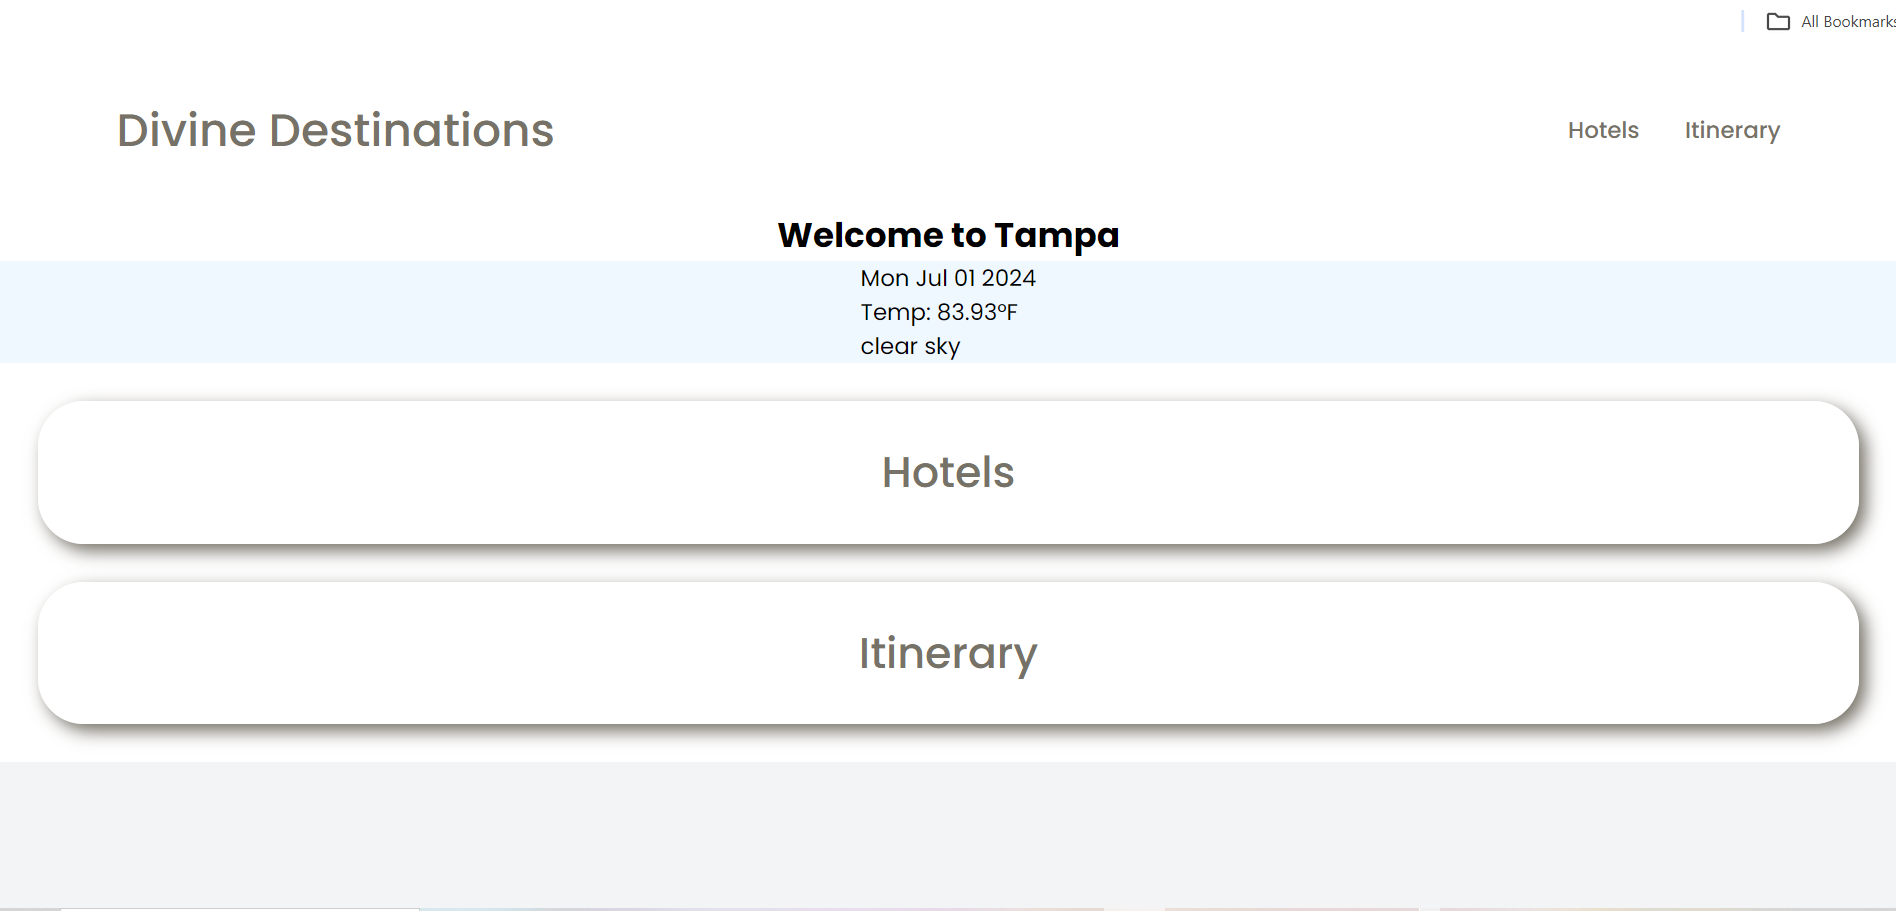 All Bookmarks
Divine Destinations
Hotels Itinerary
Welcome to Tampa
Mon Jul 01 2024
Temp: 83.93°F
clear sky
Hotels
Itinerary